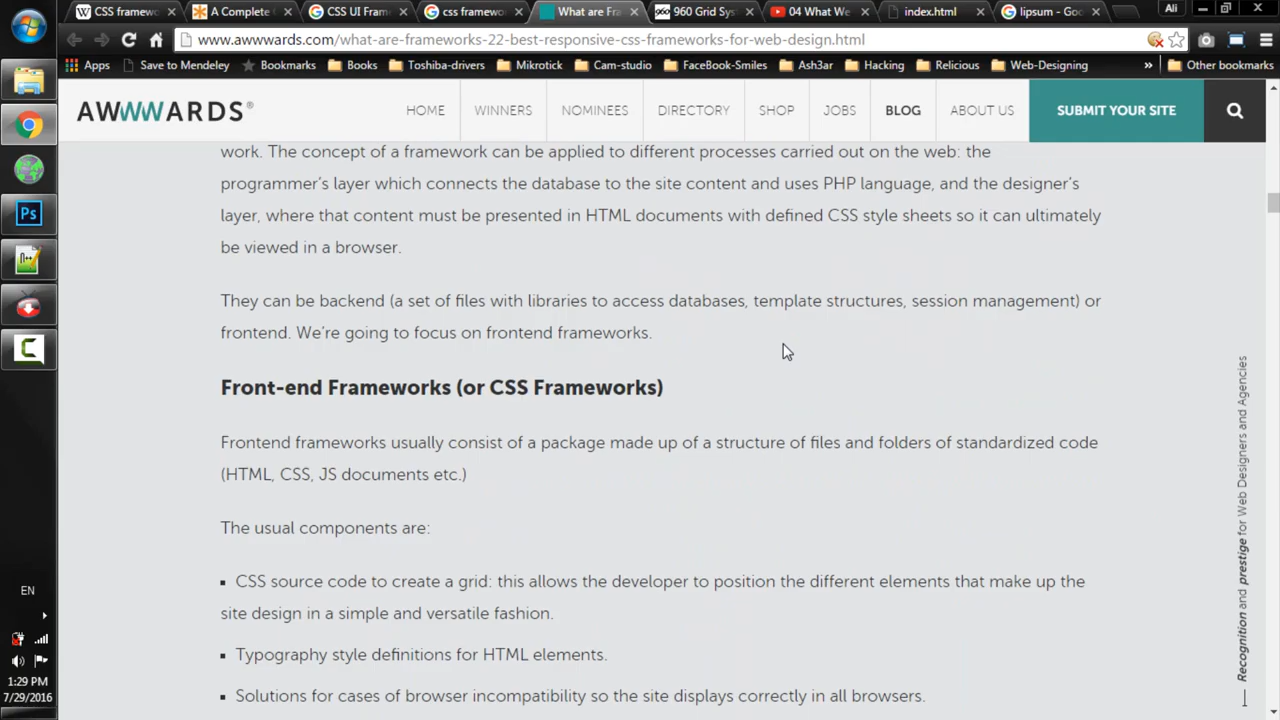 CSS framewo
A Complete
CSS UI Fram
css framewo
What are Fra
960 Grid Sys
04 What We
index.html
lipsum - Goo
Ali
www.awwwards.com/what-are-frameworks-22-best-responsive-css-frameworks-for-web-design.html
Apps
Save to Mendeley
Bookmarks
Books
Toshiba-drivers
Mikrotick
Cam-studio
FaceBook-Smiles
Ash3ar
Hacking
Relicious
Web-Designing
»
Other bookmarks
AWWWARDS®
HOME
WINNERS
NOMINEES
DIRECTORY
SHOP
JOBS
BLOG
ABOUT US
SUBMIT YOUR SITE
work. The concept of a framework can be applied to different processes carried out on the web: the
programmer's layer which connects the database to the site content and uses PHP language, and the designer's
layer, where that content must be presented in HTML documents with defined CSS style sheets so it can ultimately
be viewed in a browser.
They can be backend (a set of files with libraries to access databases, template structures, session management) or
frontend. We're going to focus on frontend frameworks.
Front-end Frameworks (or CSS Frameworks)
Frontend frameworks usually consist of a package made up of a structure of files and folders of standardized code
(HTML, CSS, JS documents etc.)
The usual components are:
▪ CSS source code to create a grid: this allows the developer to position the different elements that make up the
site design in a simple and versatile fashion.
▪ Typography style definitions for HTML elements.
▪ Solutions for cases of browser incompatibility so the site displays correctly in all browsers.
Recognition and prestige for Web Designers and Agencies
Ps
EN
1:29 PM
7/29/2016